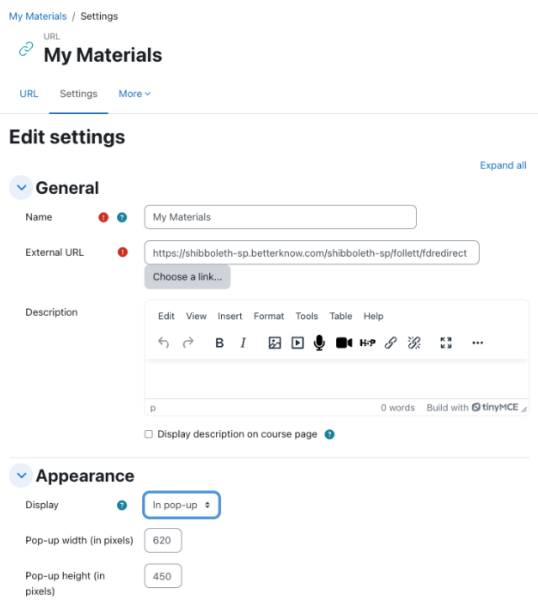 My Materials / Settings
URL
My Materials
URL Settings More
Edit settings
Expand all
General
Name ! ? My Materials
External URL ! https://shibboleth-sp.betterknow.com/shibboleth-sp/follett/fdredirect
Choose a link...
Description
Edit View Insert Format Tools Table Help
B I H-P ...
p 0 words Build with tinyMCE
Display description on course page ?
Appearance
Display ? In pop-up
Pop-up width (in pixels) 620
Pop-up height (in
pixels) 450